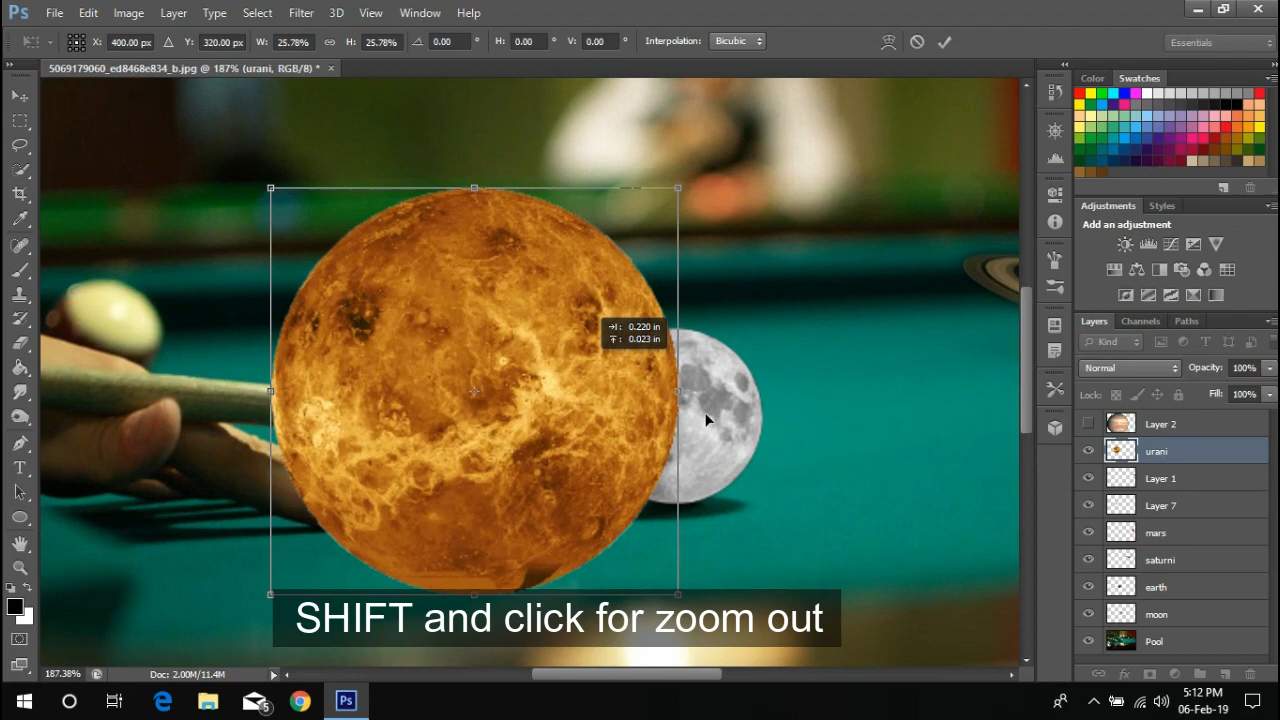 Ps File Edit Image Layer Type Select Filter 3D View Window Help
X: 400.00 px Y: 320.00 px W: 25.78% H: 25.78% 0.00 ° H: 0.00 ° V: 0.00 ° Interpolation: Bicubic Essentials
5069179060_ed8468e834_b.jpg @ 187% (urani, RGB/8) * ×
Color Swatches
Adjustments Styles
Add an adjustment
0.220 in
0.023 in
Layers Channels Paths
Kind
Normal Opacity: 100%
Lock: Fill: 100%
Layer 2
urani
Layer 1
Layer 7
mars
saturni
earth
moon
Pool
SHIFT and click for zoom out
187.38% Doc: 2.00M/11.4M
5
Ps
5:12 PM
06-Feb-19